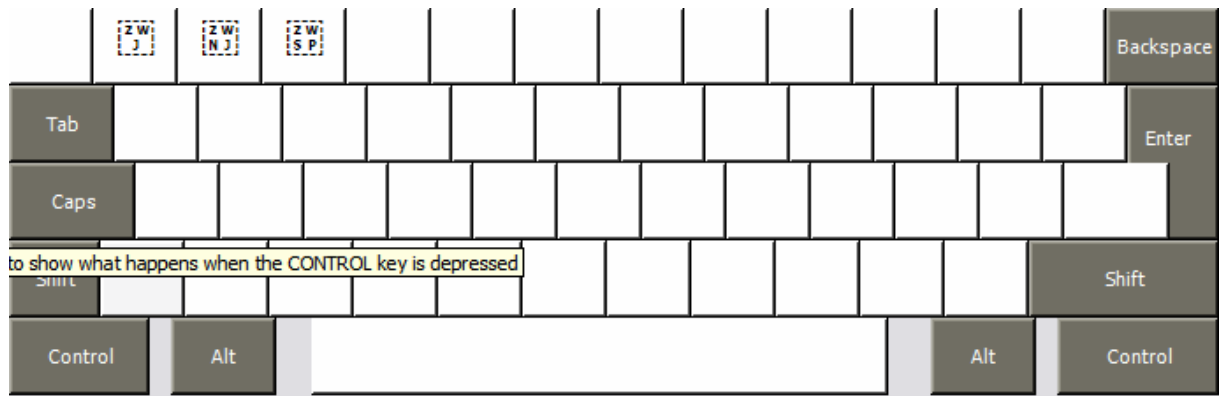 ZW
J
ZW
NJ
ZW
SP
Backspace
Tab
Enter
Caps
to show what happens when the CONTROL key is depressed
Shift
Shift
Control
Alt
Alt
Control